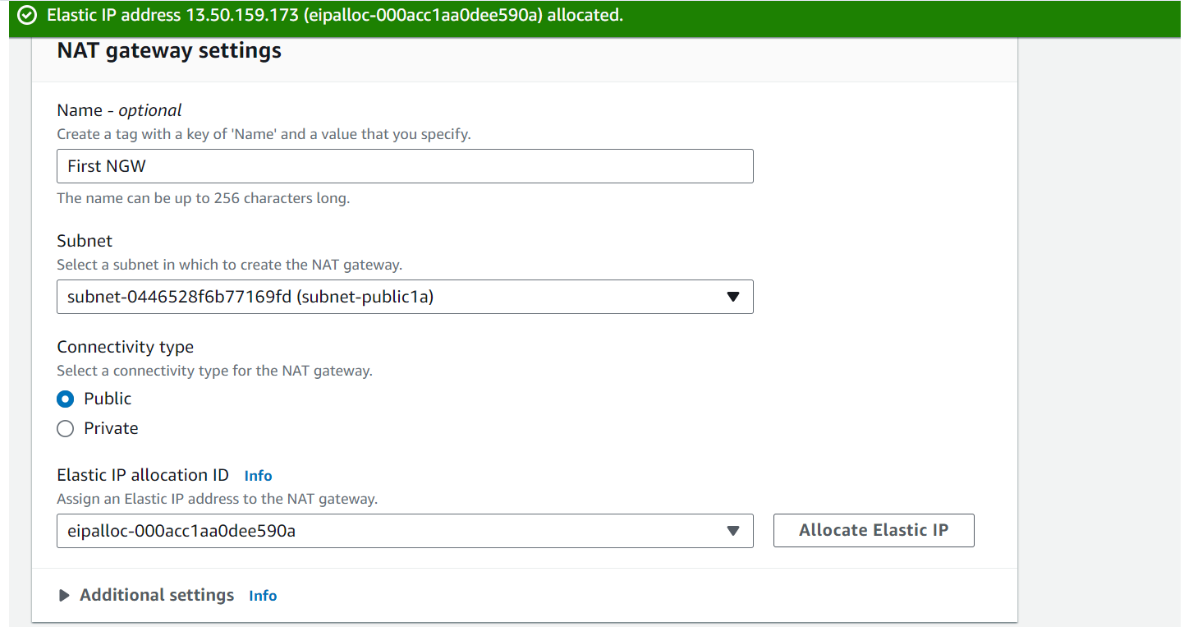 Elastic IP address 13.50.159.173 (eipalloc-000acc1aa0dee590a) allocated.
NAT gateway settings
Name - optional
Create a tag with a key of 'Name' and a value that you specify.
First NGW
The name can be up to 256 characters long.
Subnet
Select a subnet in which to create the NAT gateway.
subnet-0446528f6b77169fd (subnet-public1a)
Connectivity type
Select a connectivity type for the NAT gateway.
Public
Private
Elastic IP allocation ID Info
Assign an Elastic IP address to the NAT gateway.
eipalloc-000acc1aa0dee590a
Allocate Elastic IP
Additional settings Info